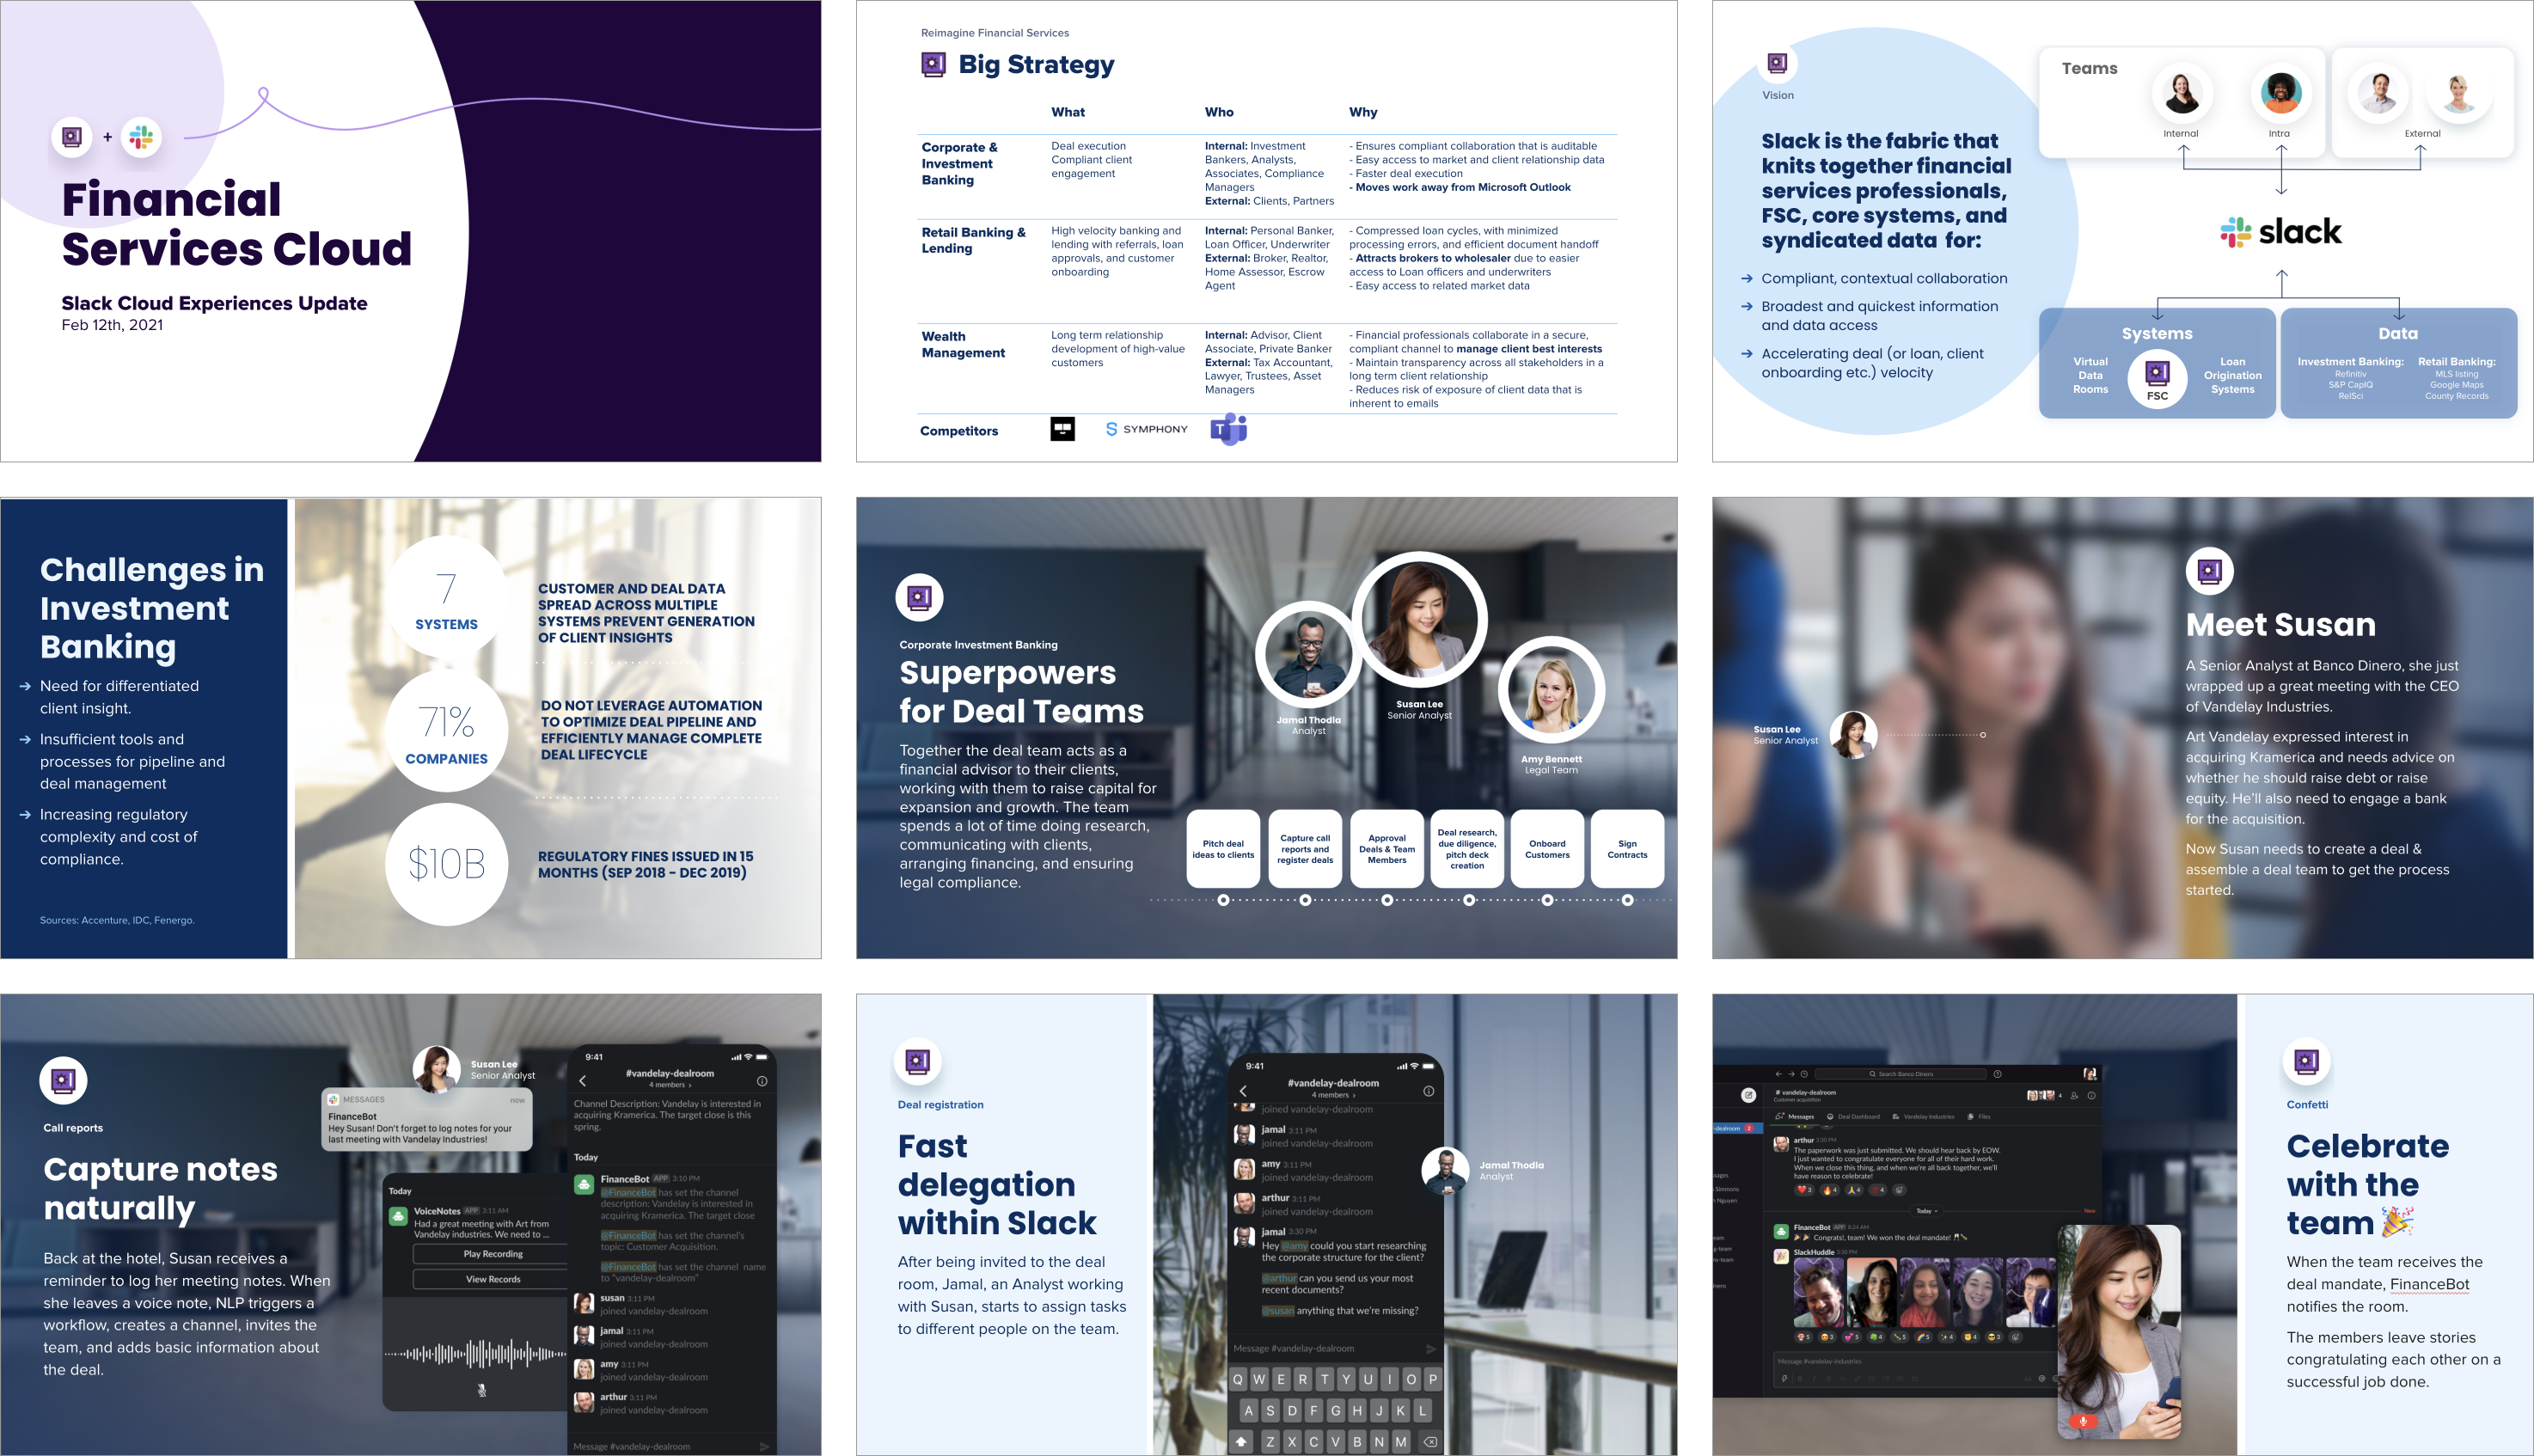 +
Financial
Services Cloud
Slack Cloud Experiences Update
Feb 12th, 2021
Reimagine Financial Services
Big Strategy
What
Who
Why
Corporate &
Investment
Banking
Deal execution
Compliant client
engagement
Internal: Investment
Bankers, Analysts,
Associates, Compliance
Managers
External: Clients, Partners
- Ensures compliant collaboration that is auditable
- Easy access to market and client relationship data
- Faster deal execution
- Moves work away from Microsoft Outlook
Retail Banking &
Lending
High velocity banking and
lending with referrals, loan
approvals, and customer
onboarding
Internal: Personal Banker,
Loan Officer, Underwriter
External: Broker, Realtor,
Home Assessor, Escrow
Agent
- Compressed loan cycles, with minimized
processing errors, and efficient document handoff
- Attracts brokers to wholesaler due to easier
access to Loan officers and underwriters
- Easy access to related market data
Wealth
Management
Long term relationship
development of high-value
customers
Internal: Advisor, Client
Associate, Private Banker
External: Tax Accountant,
Lawyer, Trustees, Asset
Managers
- Financial professionals collaborate in a secure,
compliant channel to manage client best interests
- Maintain transparency across all stakeholders in a
long term client relationship
- Reduces risk of exposure of client data that is
inherent to emails
Competitors
SYMPHONY
T
Vision
Slack is the fabric that
knits together financial
services professionals,
FSC, core systems, and
syndicated data for:
Compliant, contextual collaboration
Broadest and quickest information
and data access
Accelerating deal (or loan, client
onboarding etc.) velocity
Teams
Internal
Intra
External
slack
Systems
Virtual
Data
Rooms
FSC
Loan
Origination
Systems
Data
Investment Banking:
Refinitiv
S&P CapIQ
RelSci
Retail Banking:
MLS listing
Google Maps
County Records
Challenges in
Investment
Banking
Need for differentiated
client insight.
Insufficient tools and
processes for pipeline and
deal management
Increasing regulatory
complexity and cost of
compliance.
Sources: Accenture, IDC, Fenergo.
7
SYSTEMS
CUSTOMER AND DEAL DATA
SPREAD ACROSS MULTIPLE
SYSTEMS PREVENT GENERATION
OF CLIENT INSIGHTS
71%
COMPANIES
DO NOT LEVERAGE AUTOMATION
TO OPTIMIZE DEAL PIPELINE AND
EFFICIENTLY MANAGE COMPLETE
DEAL LIFECYCLE
$10B
REGULATORY FINES ISSUED IN 15
MONTHS (SEP 2018 - DEC 2019)
Corporate Investment Banking
Superpowers
for Deal Teams
Together the deal team acts as a
financial advisor to their clients,
working with them to raise capital for
expansion and growth. The team
spends a lot of time doing research,
communicating with clients,
arranging financing, and ensuring
legal compliance.
Jamal Thodla
Analyst
Susan Lee
Senior Analyst
Amy Bennett
Legal Team
Pitch deal
ideas to clients
Capture call
reports and
register deals
Approval
Deals & Team
Members
Deal research,
due diligence,
pitch deck
creation
Onboard
Customers
Sign
Contracts
Susan Lee
Senior Analyst
Meet Susan
A Senior Analyst at Banco Dinero, she just
wrapped up a great meeting with the CEO
of Vandelay Industries.
Art Vandelay expressed interest in
acquiring Kramerica and needs advice on
whether he should raise debt or raise
equity. He'll also need to engage a bank
for the acquisition.
Now Susan needs to create a deal &
assemble a deal team to get the process
started.
Call reports
Capture notes
naturally
Back at the hotel, Susan receives a
reminder to log her meeting notes. When
she leaves a voice note, NLP triggers a
workflow, creates a channel, invites the
team, and adds basic information about
the deal.
Susan Lee
Senior Analyst
MESSAGES
now
FinanceBot
Hey Susan! Don't forget to log notes for your
last meeting with Vandelay Industries!
Today
VoiceNotes APP 3:11 AM
Had a great meeting with Art from
Vandelay industries. We need to ...
Play Recording
View Records
9:41
#vandelay-dealroom
4 members
Channel Description: Vandelay is interested in
acquiring Kramerica. The target close is this
spring.
Today
FinanceBot APP 3:10 PM
@FinanceBot has set the channel
description: Vandelay is interested in
acquiring Kramerica. The target close
@FinanceBot has set the channel's
topic: Customer Acquisition.
@FinanceBot has set the channel name
to "vandelay-dealroom"
susan 3:11 PM
joined vandelay-dealroom
jamal 3:11 PM
joined vandelay-dealroom
amy 3:11 PM
joined vandelay-dealroom
arthur 3:11 PM
joined vandelay-dealroom
Message #vandelay-dealroom
Deal registration
Fast
delegation
within Slack
After being invited to the deal
room, Jamal, an Analyst working
with Susan, starts to assign tasks
to different people on the team.
9:41
#vandelay-dealroom
4 members
joined vandelay-dealroom
jamal 3:11 PM
joined vandelay-dealroom
amy 3:11 PM
joined vandelay-dealroom
arthur 3:11 PM
joined vandelay-dealroom
jamal 3:30 PM
Hey @amy could you start researching
the corporate structure for the client?
@arthur can you send us your most
recent documents?
@susan anything that we're missing?
Message #vandelay-dealroom
Q W E R T Y U I O P
A S D F G H J K L
Z X C V B N M
Jamal Thodla
Analyst
Search Banco Dinero
# vandelay-dealroom
Customer acquisition
4
Messages
Deal Dashboard
Vandelay Industries
Files
-dealroom 2
arthur 3:30 PM
The paperwork was just submitted. We should hear back by EOW.
I just wanted to congratulate everyone for all of their hard work.
When we close this thing, and when we're all back together, we'll
have reason to celebrate!
Today
New
FinanceBot APP 8:24 AM
Congrats!, team! We won the deal mandate!
SlackHuddle 3:30 PM
Message #vandelay-industries
Confetti
Celebrate
with the
team 🎉
When the team receives the
deal mandate, FinanceBot
notifies the room.
The members leave stories
congratulating each other on a
successful job done.